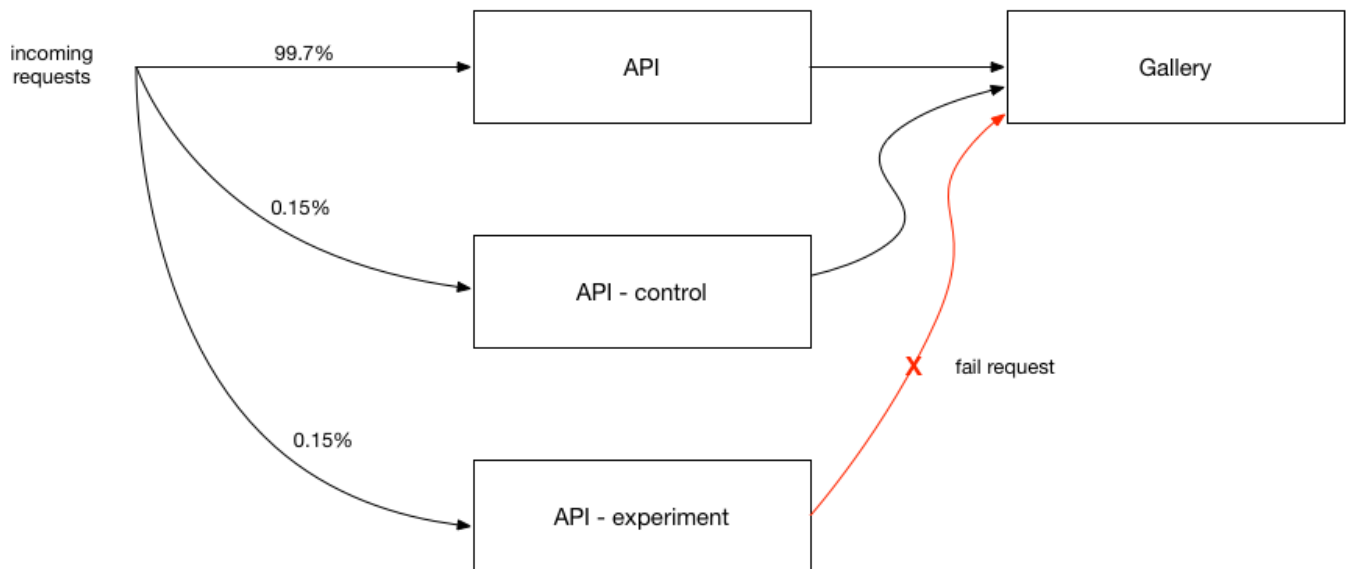 incoming
requests
99.7%
API
Gallery
0.15%
API - control
X
fail request
0.15%
API - experiment